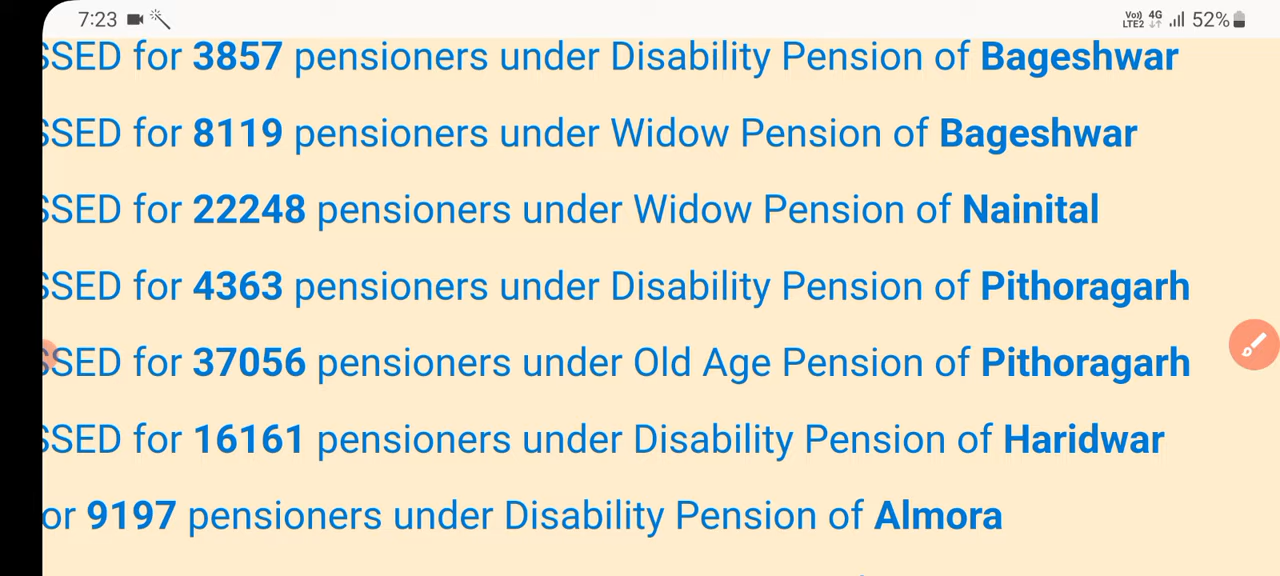 7:23 Vo) LTE2 4G 52%
SSED for 3857 pensioners under Disability Pension of Bageshwar
SSED for 8119 pensioners under Widow Pension of Bageshwar
SSED for 22248 pensioners under Widow Pension of Nainital
SSED for 4363 pensioners under Disability Pension of Pithoragarh
SSED for 37056 pensioners under Old Age Pension of Pithoragarh
SSED for 16161 pensioners under Disability Pension of Haridwar
or 9197 pensioners under Disability Pension of Almora